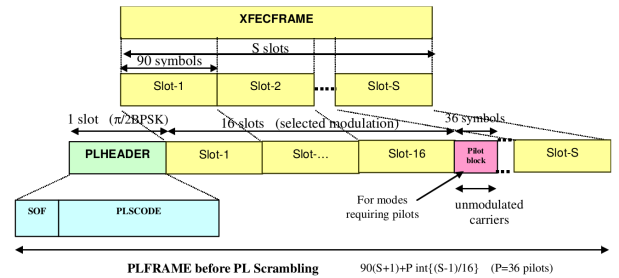 XFECFRAME
S slots
90 symbols
Slot-1 Slot-2 Slot-S
1 slot (π/2BPSK) 16 slots (selected modulation) 36 symbols
PLHEADER Slot-1 Slot-... Slot-16 Pilot block Slot-S
For modes requiring pilots
unmodulated carriers
SOF PLSCODE
PLFRAME before PL Scrambling 90(S+1)+P int{(S-1)/16} (P=36 pilots)